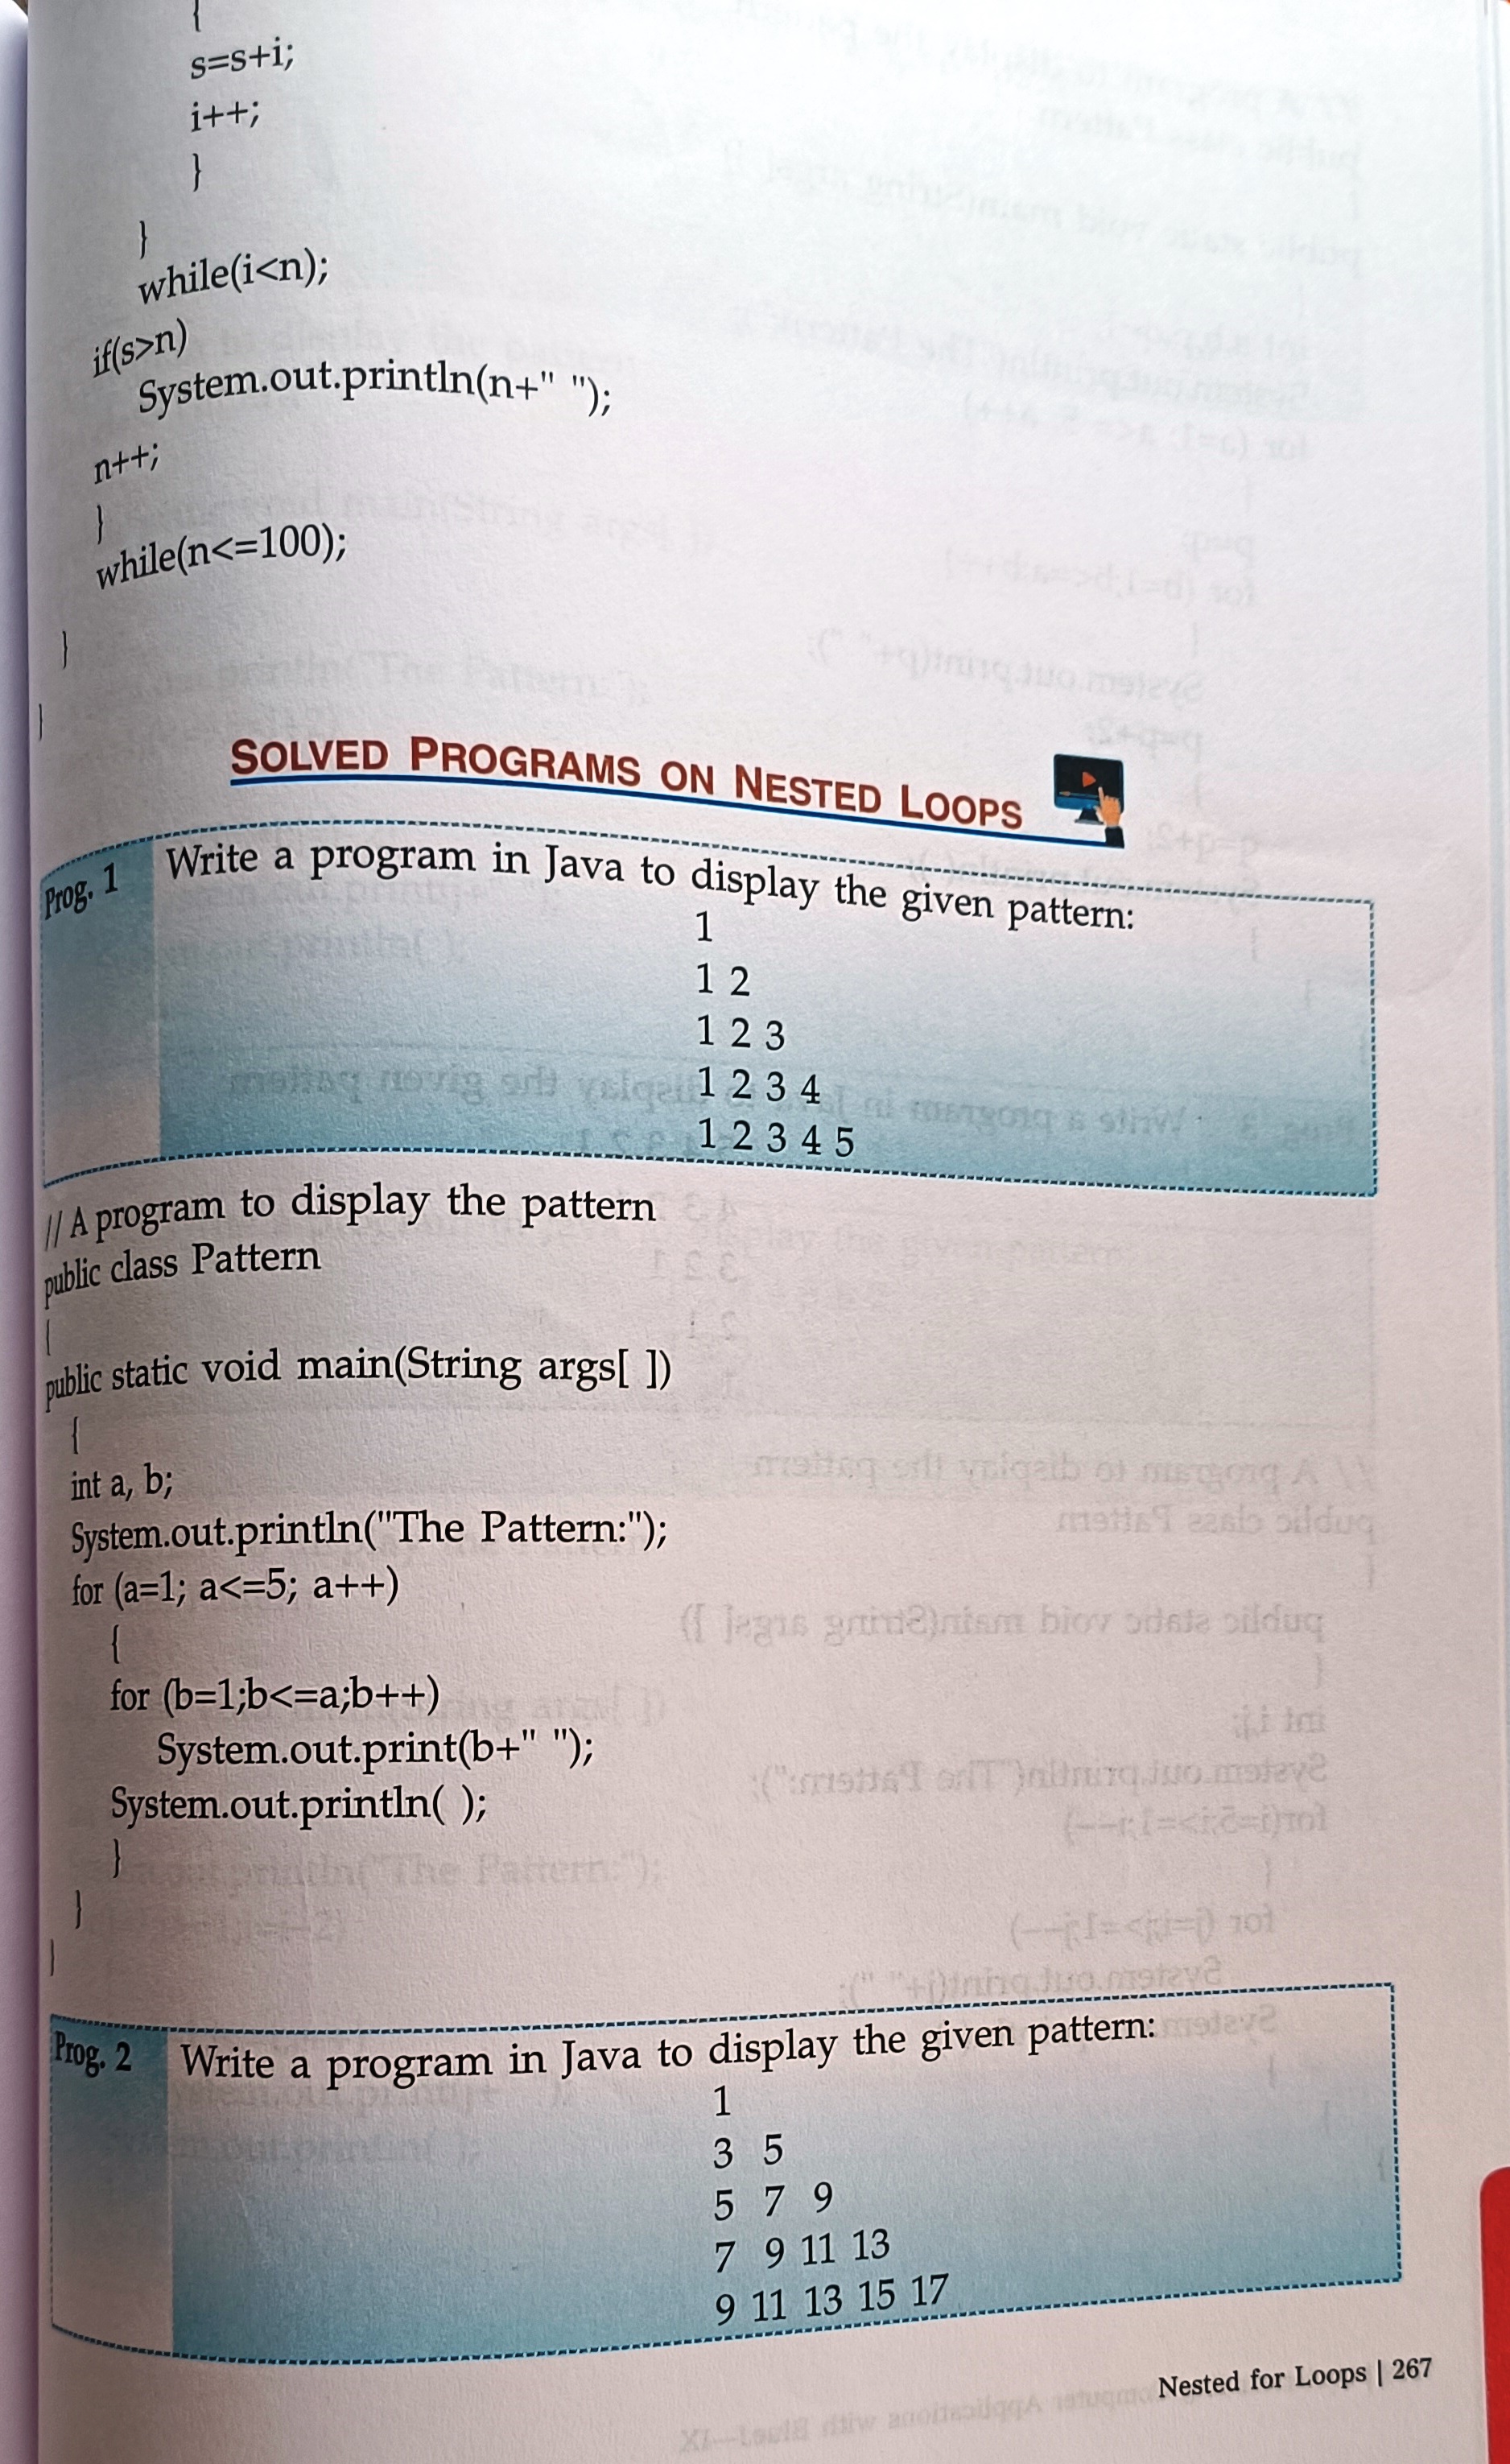 {
s=s+i;
i++;
}
}
while(i<n);
if(s>n)
System.out.println(n+" ");
n++;
}
while(n<=100);
}
}
SOLVED PROGRAMS ON NESTED LOOPS
Prog. 1 Write a program in Java to display the given pattern:
1
1 2
1 2 3
1 2 3 4
1 2 3 4 5
// A program to display the pattern
public class Pattern
{
public static void main(String args[ ])
{
int a, b;
System.out.println("The Pattern:");
for (a=1; a<=5; a++)
{
for (b=1;b<=a;b++)
System.out.print(b+" ");
System.out.println( );
}
}
}
Prog. 2 Write a program in Java to display the given pattern:
1
3 5
5 7 9
7 9 11 13
9 11 13 15 17
Nested for Loops | 267